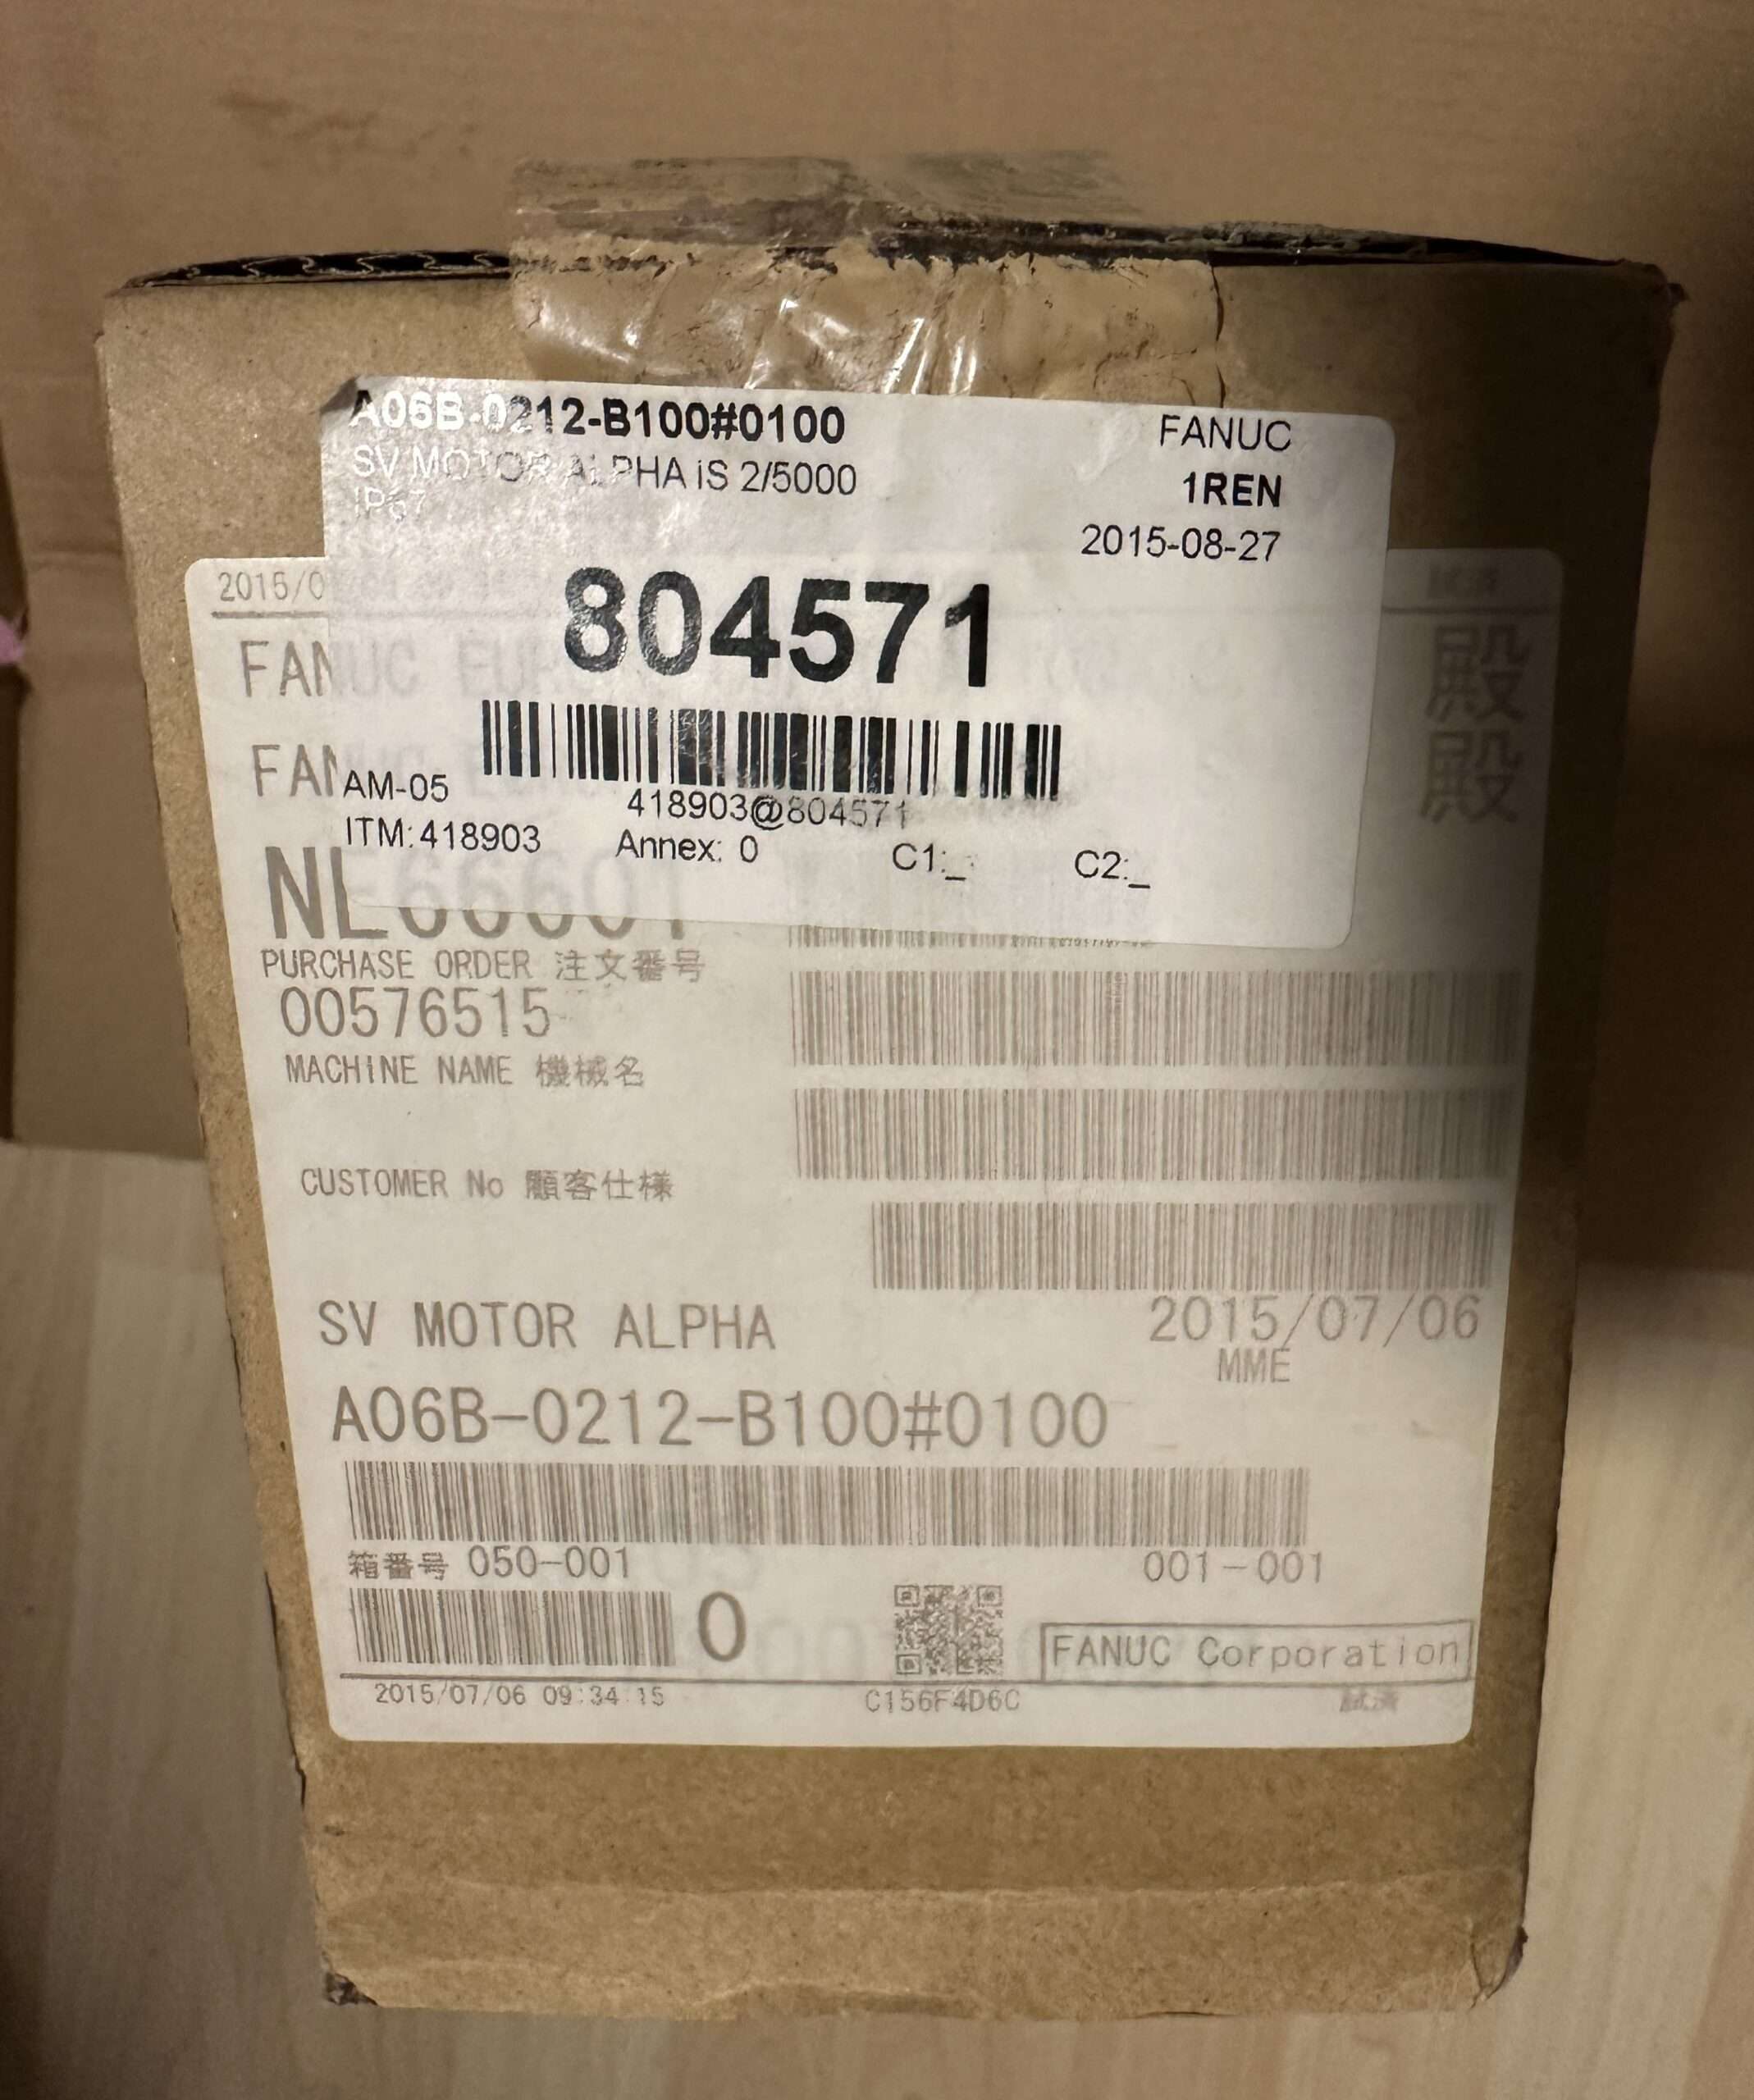 A06B-0212-B100#0100
FANUC
SV MOTOR ALPHA iS 2/5000
1REN
IP67
2015-08-27
804571
418903@804571
AM-05
ITM:418903
Annex: 0
C1:_
C2:_
殿
殿
PURCHASE ORDER 注文番号
00576515
MACHINE NAME 機械名
CUSTOMER No 顧客仕様
SV MOTOR ALPHA
2015/07/06
MME
A06B-0212-B100#0100
箱番号 050-001
001-001
0
FANUC Corporation
2015/07/06 09:34:15
C156F4D6C